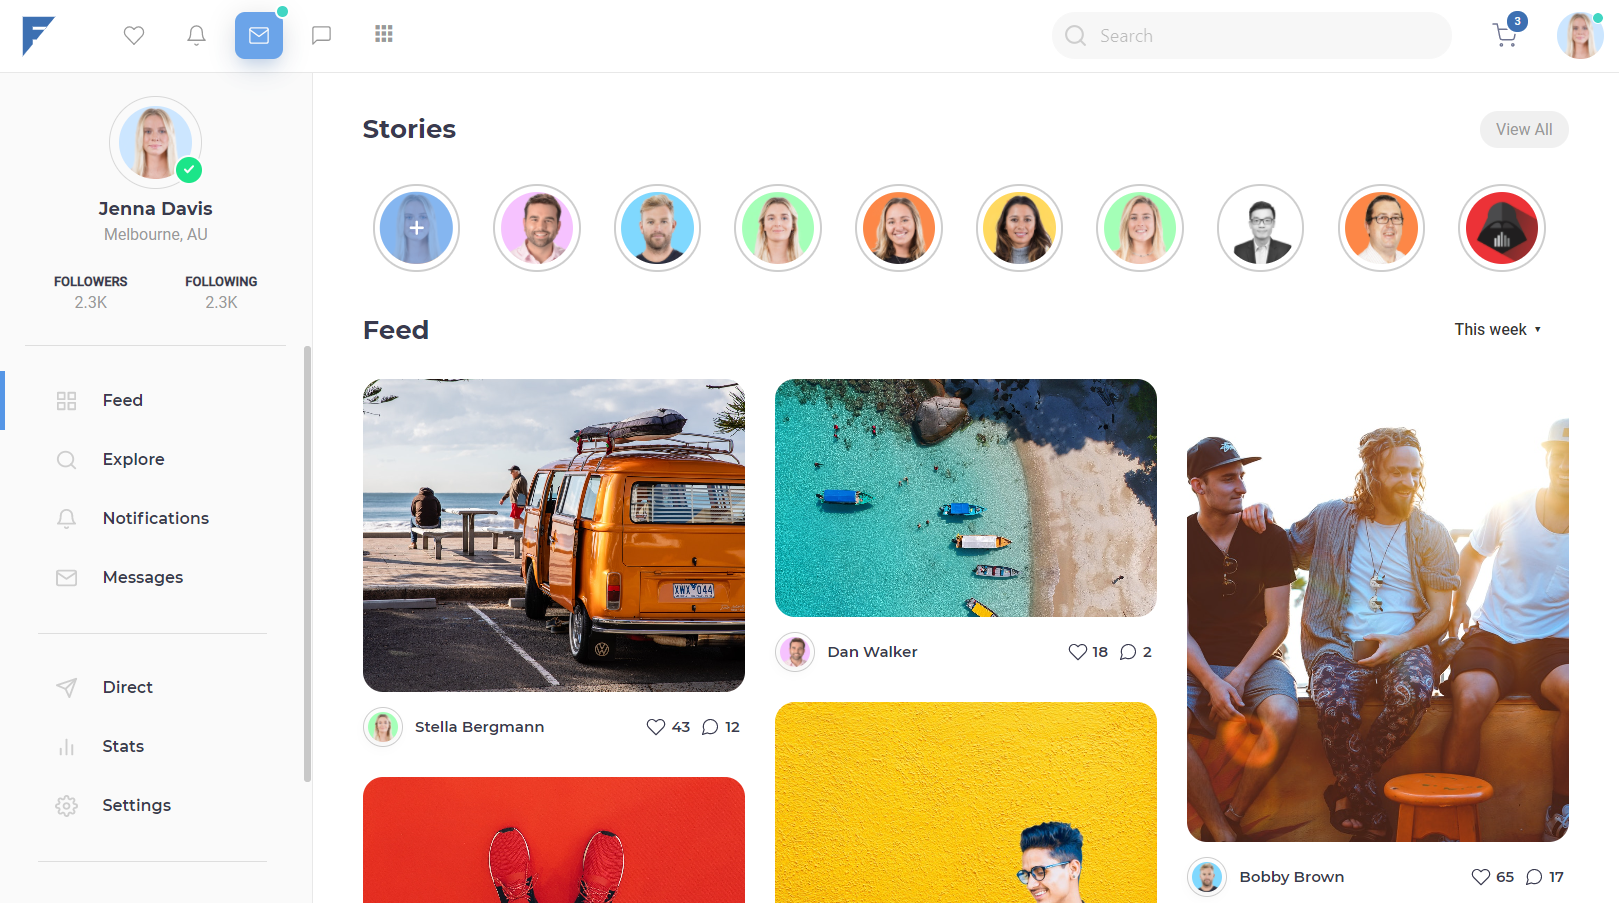 Search
3
Jenna Davis
Melbourne, AU
FOLLOWERS
2.3K
FOLLOWING
2.3K
Feed
Explore
Notifications
Messages
Direct
Stats
Settings
Stories
View All
Feed
This week
XWX 044
Stella Bergmann
43
12
Dan Walker
18
2
Bobby Brown
65
17